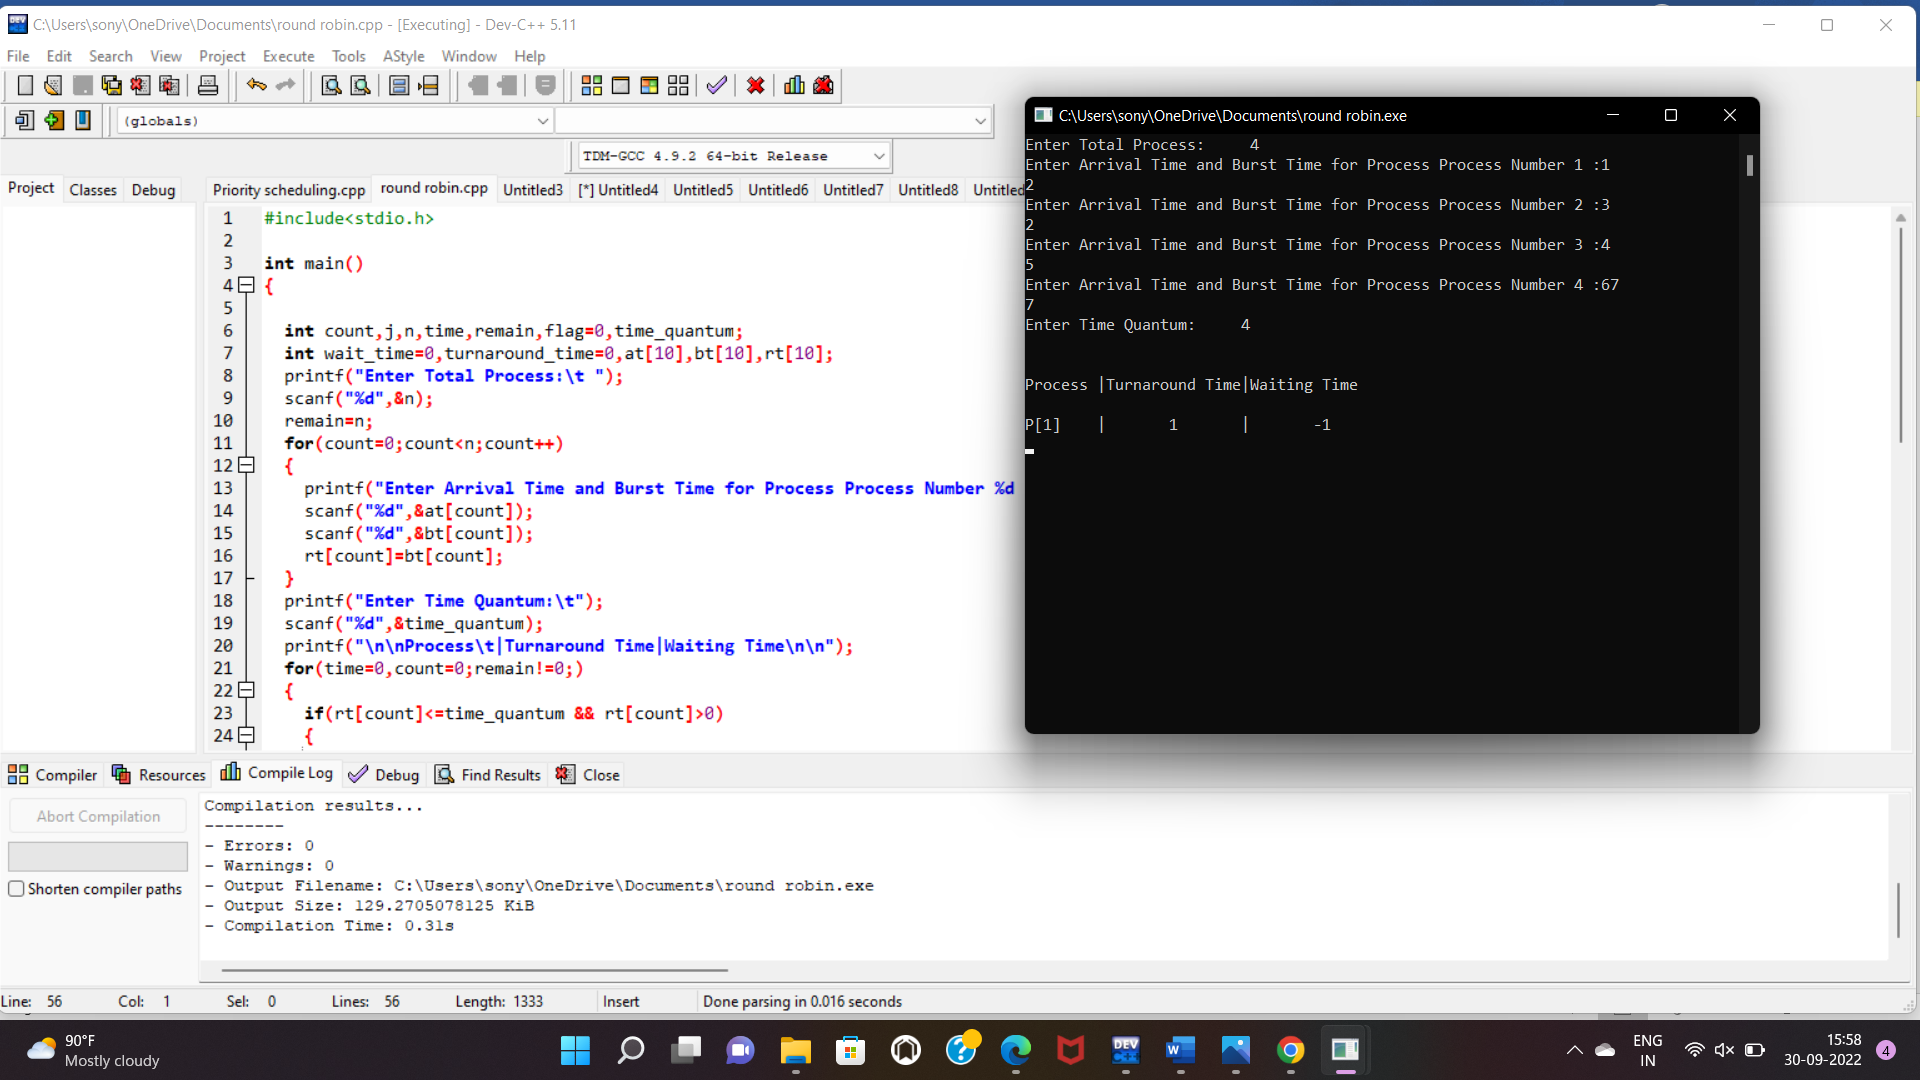 C:\Users\sony\OneDrive\Documents\round robin.cpp - [Executing] - Dev-C++ 5.11
File Edit Search View Project Execute Tools AStyle Window Help
(globals)
TDM-GCC 4.9.2 64-bit Release
Project Classes Debug
Priority scheduling.cpp round robin.cpp Untitled3 [*] Untitled4 Untitled5 Untitled6 Untitled7 Untitled8 Untitled
1 #include<stdio.h>
2
3 int main()
4 {
5
6 int count,j,n,time,remain,flag=0,time_quantum;
7 int wait_time=0,turnaround_time=0,at[10],bt[10],rt[10];
8 printf("Enter Total Process:\t ");
9 scanf("%d",&n);
10 remain=n;
11 for(count=0;count<n;count++)
12 {
13 printf("Enter Arrival Time and Burst Time for Process Process Number %d
14 scanf("%d",&at[count]);
15 scanf("%d",&bt[count]);
16 rt[count]=bt[count];
17 }
18 printf("Enter Time Quantum:\t");
19 scanf("%d",&time_quantum);
20 printf("\n\nProcess\t|Turnaround Time|Waiting Time\n\n");
21 for(time=0,count=0;remain!=0;)
22 {
23 if(rt[count]<=time_quantum && rt[count]>0)
24 {
C:\Users\sony\OneDrive\Documents\round robin.exe
Enter Total Process: 4
Enter Arrival Time and Burst Time for Process Process Number 1 :1
2
Enter Arrival Time and Burst Time for Process Process Number 2 :3
2
Enter Arrival Time and Burst Time for Process Process Number 3 :4
5
Enter Arrival Time and Burst Time for Process Process Number 4 :67
7
Enter Time Quantum: 4
Process |Turnaround Time|Waiting Time
P[1] | 1 | -1
Compiler Resources Compile Log Debug Find Results Close
Abort Compilation
Shorten compiler paths
Compilation results...
--------
- Errors: 0
- Warnings: 0
- Output Filename: C:\Users\sony\OneDrive\Documents\round robin.exe
- Output Size: 129.2705078125 KiB
- Compilation Time: 0.31s
Line: 56 Col: 1 Sel: 0 Lines: 56 Length: 1333 Insert Done parsing in 0.016 seconds
90°F
Mostly cloudy
DEV
C++
W
ENG
IN
15:58
30-09-2022
4